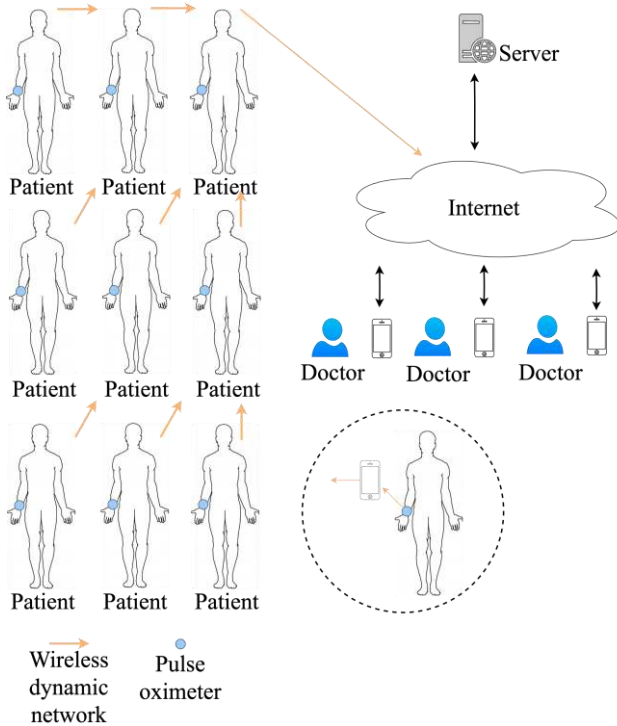 Server
Patient Patient Patient
Internet
Patient Patient Patient
Doctor Doctor Doctor
Patient Patient Patient
Wireless
dynamic
network
Pulse
oximeter